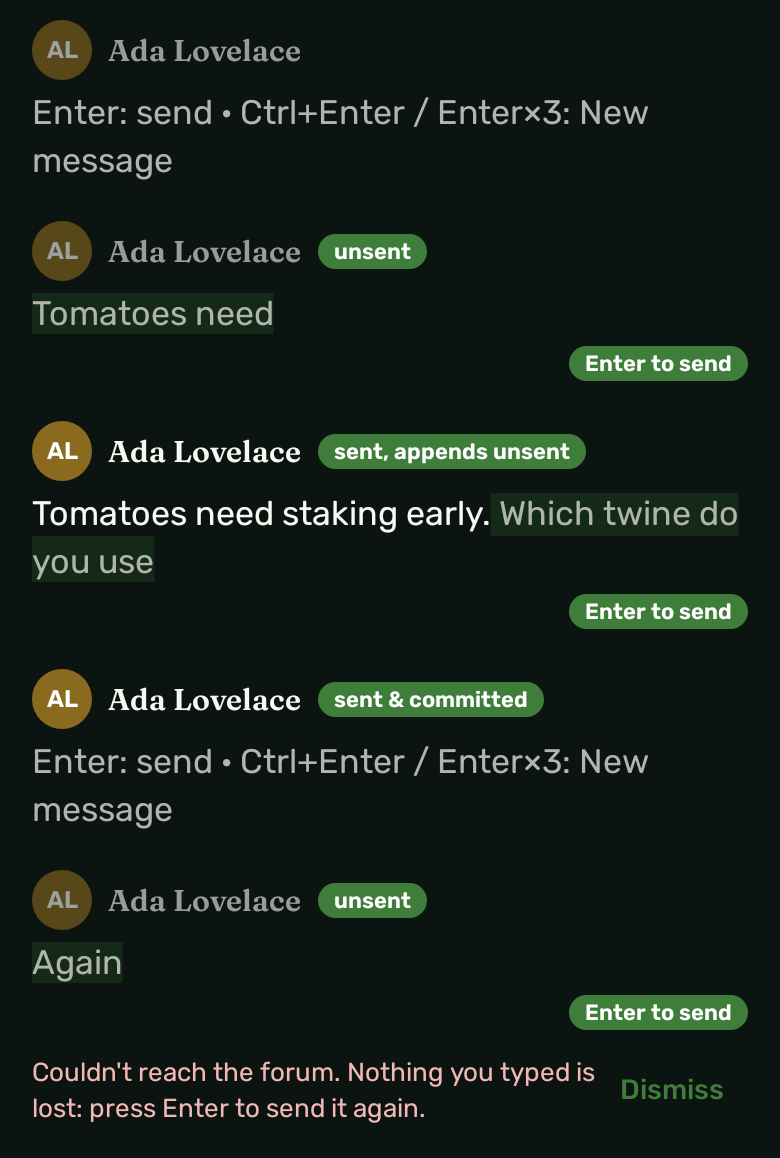 AL Ada Lovelace
Enter: send • Ctrl+Enter / Enter×3: New
message
AL Ada Lovelace unsent
Tomatoes need
Enter to send
AL Ada Lovelace sent, appends unsent
Tomatoes need staking early. Which twine do
you use
Enter to send
AL Ada Lovelace sent & committed
Enter: send • Ctrl+Enter / Enter×3: New
message
AL Ada Lovelace unsent
Again
Enter to send
Couldn't reach the forum. Nothing you typed is
lost: press Enter to send it again.
Dismiss